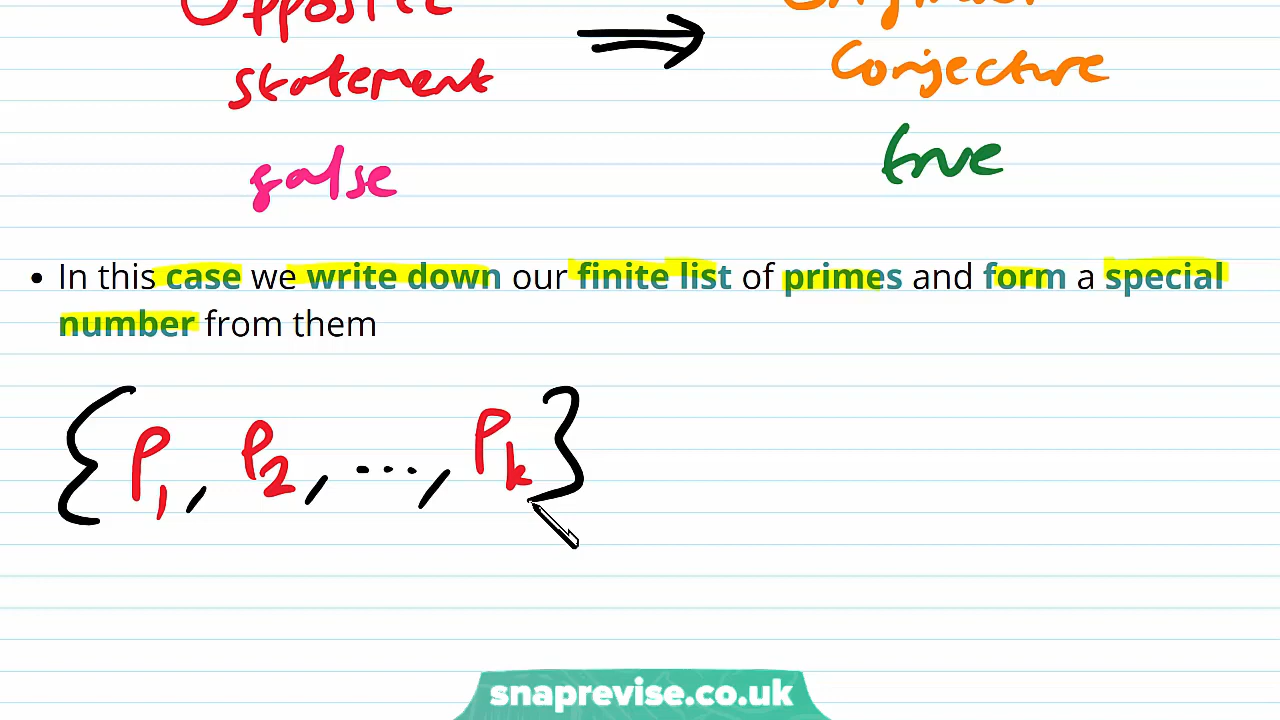 Opposite
statement
false
Original
Conjecture
true
• In this case we write down our finite list of primes and form a special
number from them
{P1, P2, ..., Pk}
snaprevise.co.uk